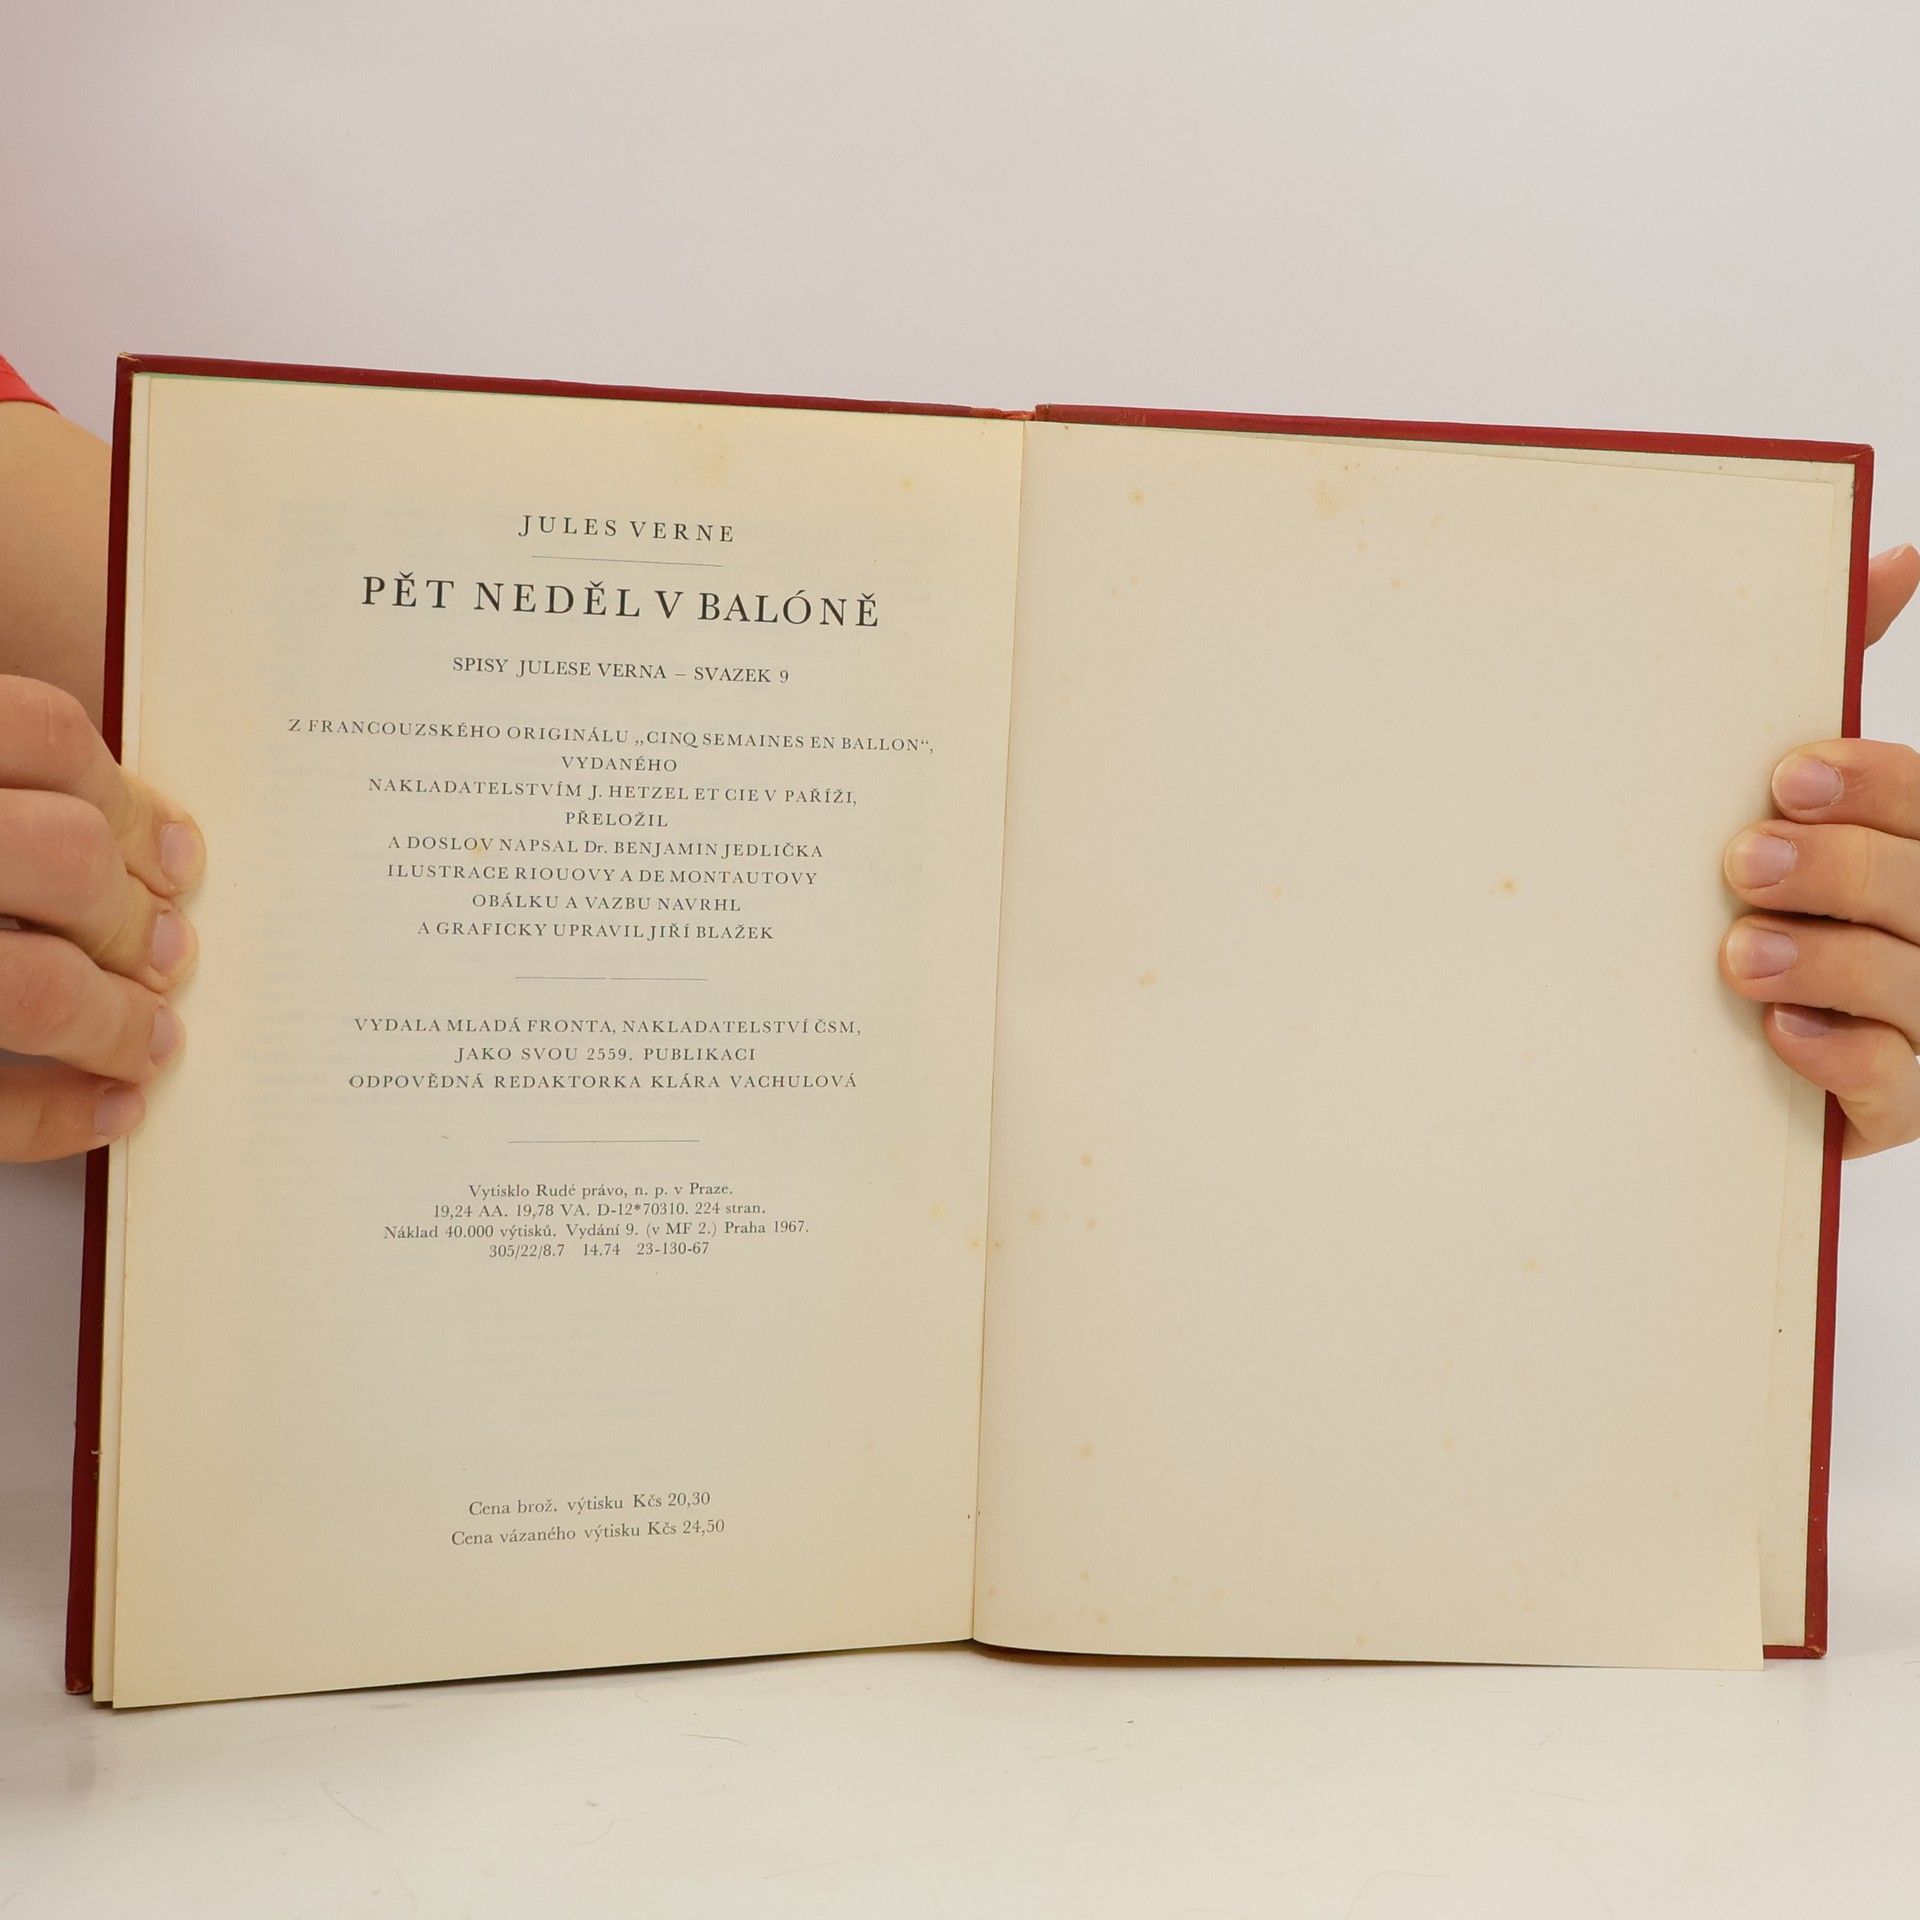 JULES VERNE
PĚT NEDĚL V BALÓNĚ
SPISY JULESE VERNA – SVAZEK 9
Z FRANCOUZSKÉHO ORIGINÁLU „CINQ SEMAINES EN BALLON“,
VYDANÉHO
NAKLADATELSTVÍM J. HETZEL ET CIE V PAŘÍŽI,
PŘELOŽIL
A DOSLOV NAPSAL Dr. BENJAMIN JEDLIČKA
ILUSTRACE RIOUOVY A DE MONTAUTOVY
OBÁLKU A VAZBU NAVRHL
A GRAFICKY UPRAVIL JIŘÍ BLAŽEK
VYDALA MLADÁ FRONTA, NAKLADATELSTVÍ ČSM,
JAKO SVOU 2559. PUBLIKACI
ODPOVĚDNÁ REDAKTORKA KLÁRA VACHULOVÁ
Vytisklo Rudé právo, n. p. v Praze.
19,24 AA. 19,78 VA. D-12*70310. 224 stran.
Náklad 40.000 výtisků. Vydání 9. (v MF 2.) Praha 1967.
305/22/8.7 14.74 23-130-67
Cena brož. výtisku Kčs 20,30
Cena vázaného výtisku Kčs 24,50